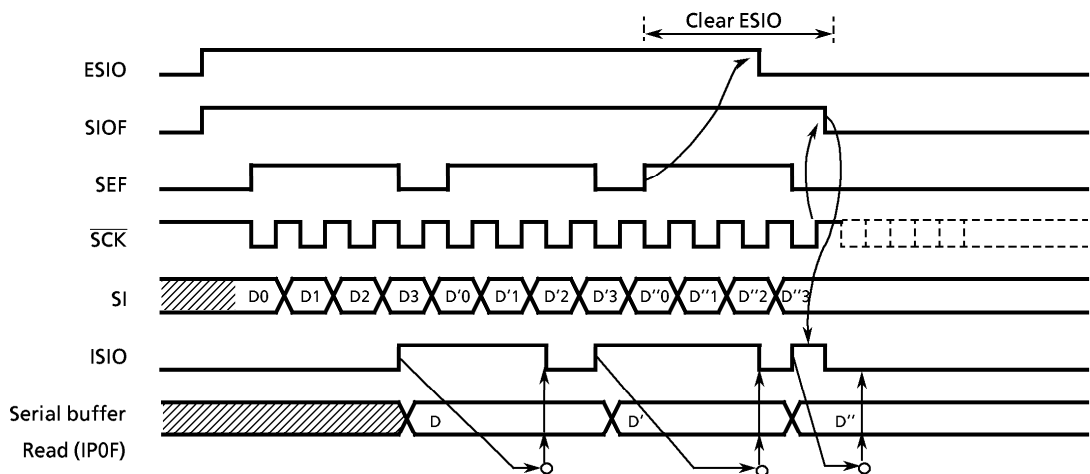 Clear ESIO
ESIO
SIOF
SEF
SCK
SI D0 D1 D2 D3 D'0 D'1 D'2 D'3 D''0 D''1 D''2 D''3
ISIO
Serial buffer D D' D''
Read (IP0F)